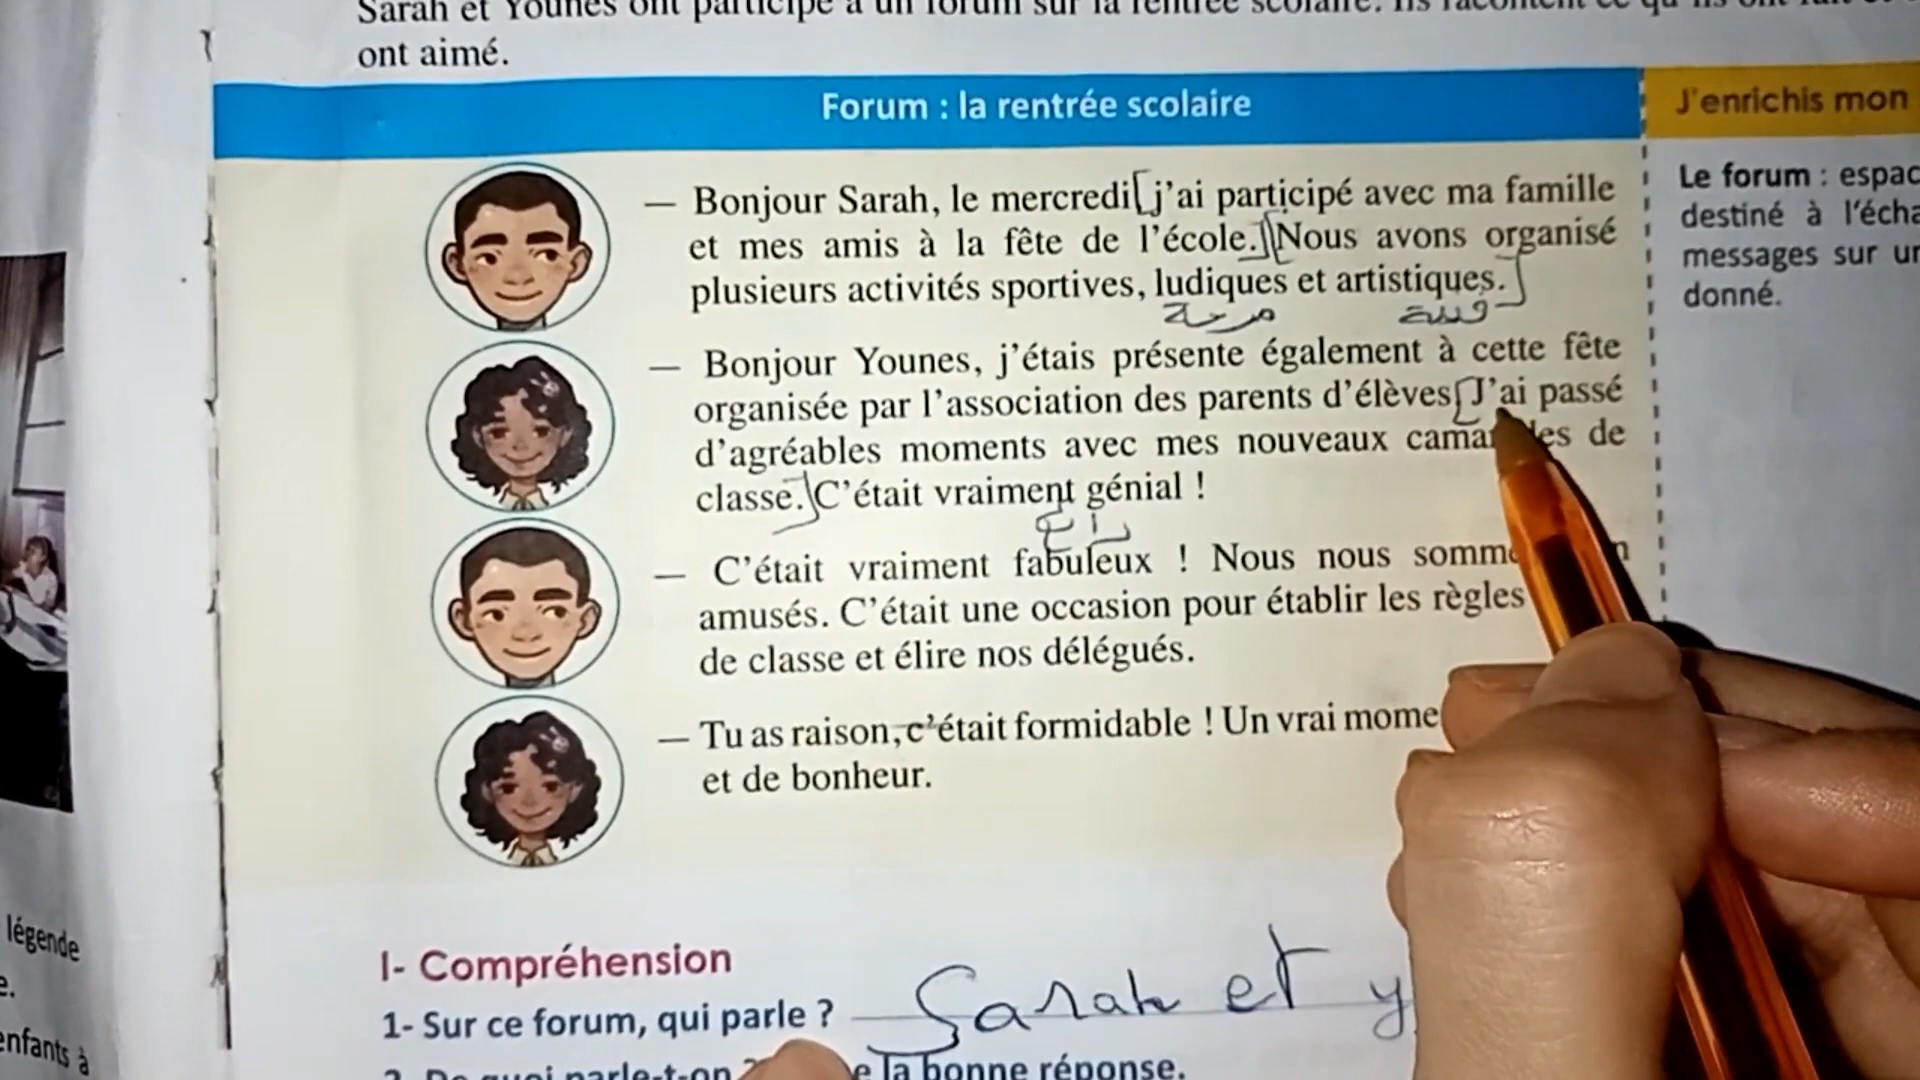 Sarah et Younes ont participé à un forum sur la rentrée scolaire. Ils racontent ce qu'ils ont fait et
ont aimé.
Forum : la rentrée scolaire
— Bonjour Sarah, le mercredi j'ai participé avec ma famille
et mes amis à la fête de l'école. Nous avons organisé
plusieurs activités sportives, ludiques et artistiques.
مرحة فنية
— Bonjour Younes, j'étais présente également à cette fête
organisée par l'association des parents d'élèves J'ai passé
d'agréables moments avec mes nouveaux cama es de
classe. C'était vraiment génial !
رائع
— C'était vraiment fabuleux ! Nous nous somm
amusés. C'était une occasion pour établir les règles
de classe et élire nos délégués.
— Tu as raison, c'était formidable ! Un vrai mome
et de bonheur.
J'enrichis mon
Le forum : espac
destiné à l'écha
messages sur un
donné.
légende
e.
enfants à
I- Compréhension
1- Sur ce forum, qui parle ? Sarah et y
2- De quoi parle-t-on ? e la bonne réponse.